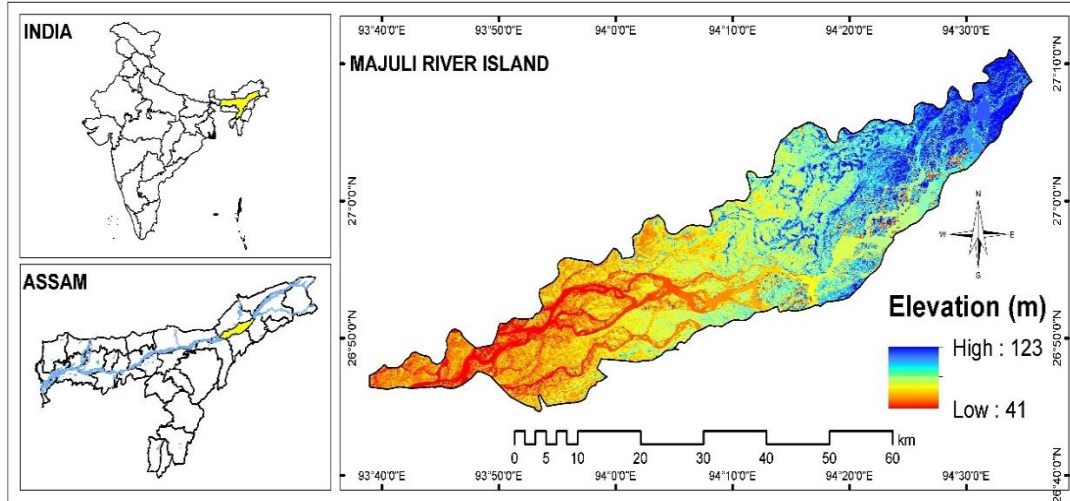 INDIA
ASSAM
93°40'0"E 93°50'0"E 94°0'0"E 94°10'0"E 94°20'0"E 94°30'0"E
MAJULI RIVER ISLAND
27°10'0"N
27°0'0"N
26°50'0"N
26°40'0"N
27°10'0"N
27°0'0"N
26°50'0"N
N
W E
S
Elevation (m)
High : 123
Low : 41
km
0 5 10 20 30 40 50 60
93°40'0"E 93°50'0"E 94°0'0"E 94°10'0"E 94°20'0"E 94°30'0"E